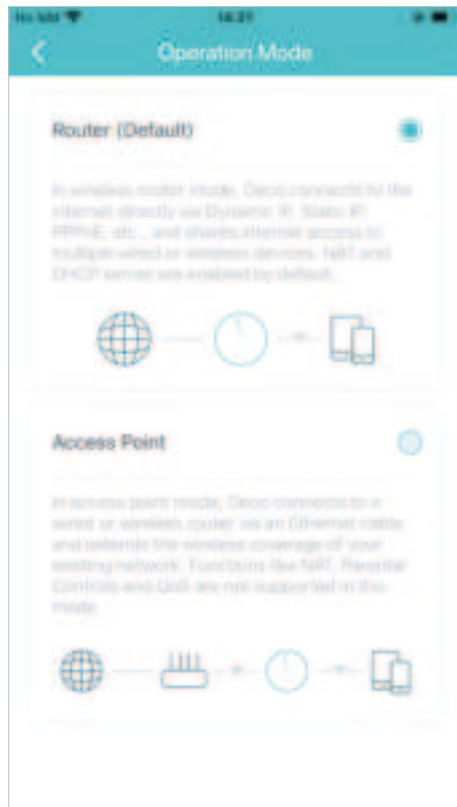 No SIM 14:21
Operation Mode
Router (Default)
In wireless router mode, Deco connects to the
internet directly via Dynamic IP, Static IP,
PPPoE, etc., and shares internet access to
multiple wired or wireless devices. NAT and
DHCP server are enabled by default.
Access Point
In access point mode, Deco connects to a
wired or wireless router via an Ethernet cable
and extends the wireless coverage of your
existing network. Functions like NAT, Parental
Controls and QoS are not supported in this
mode.